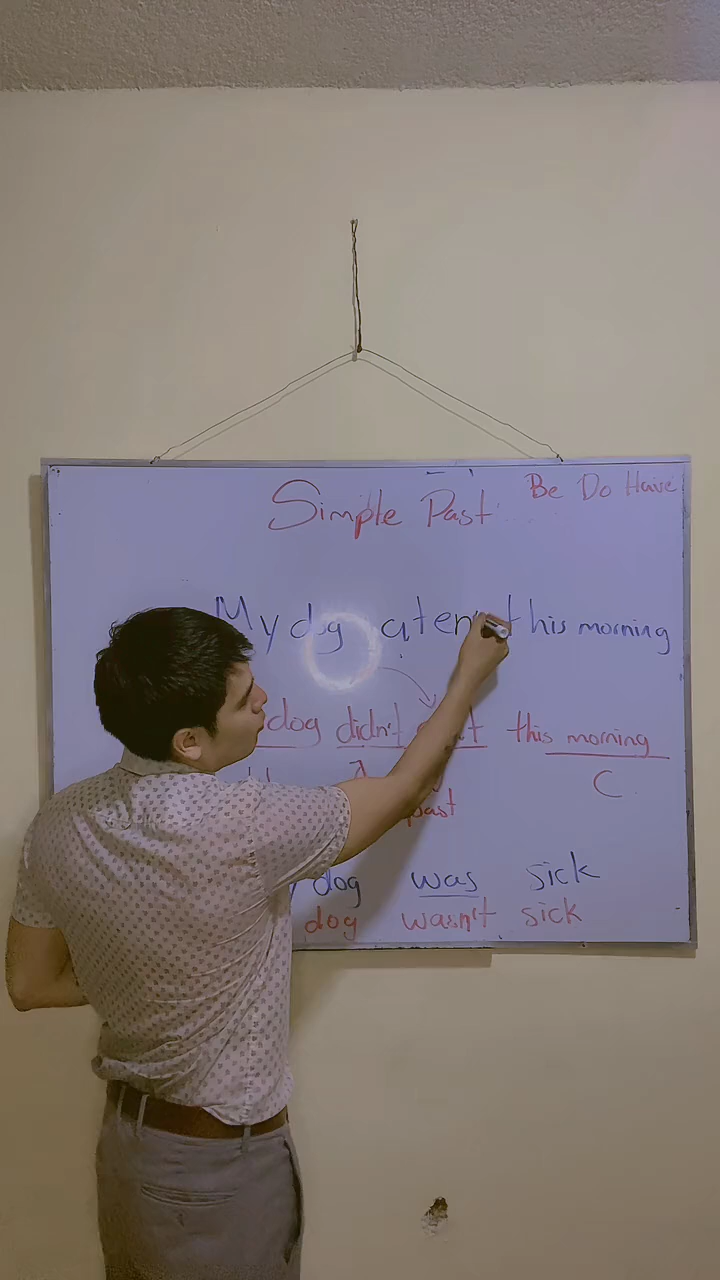 Simple Past
Be Do Have
My dog aten't this morning
dog didn't this morning
past C
dog was sick
dog wasn't sick